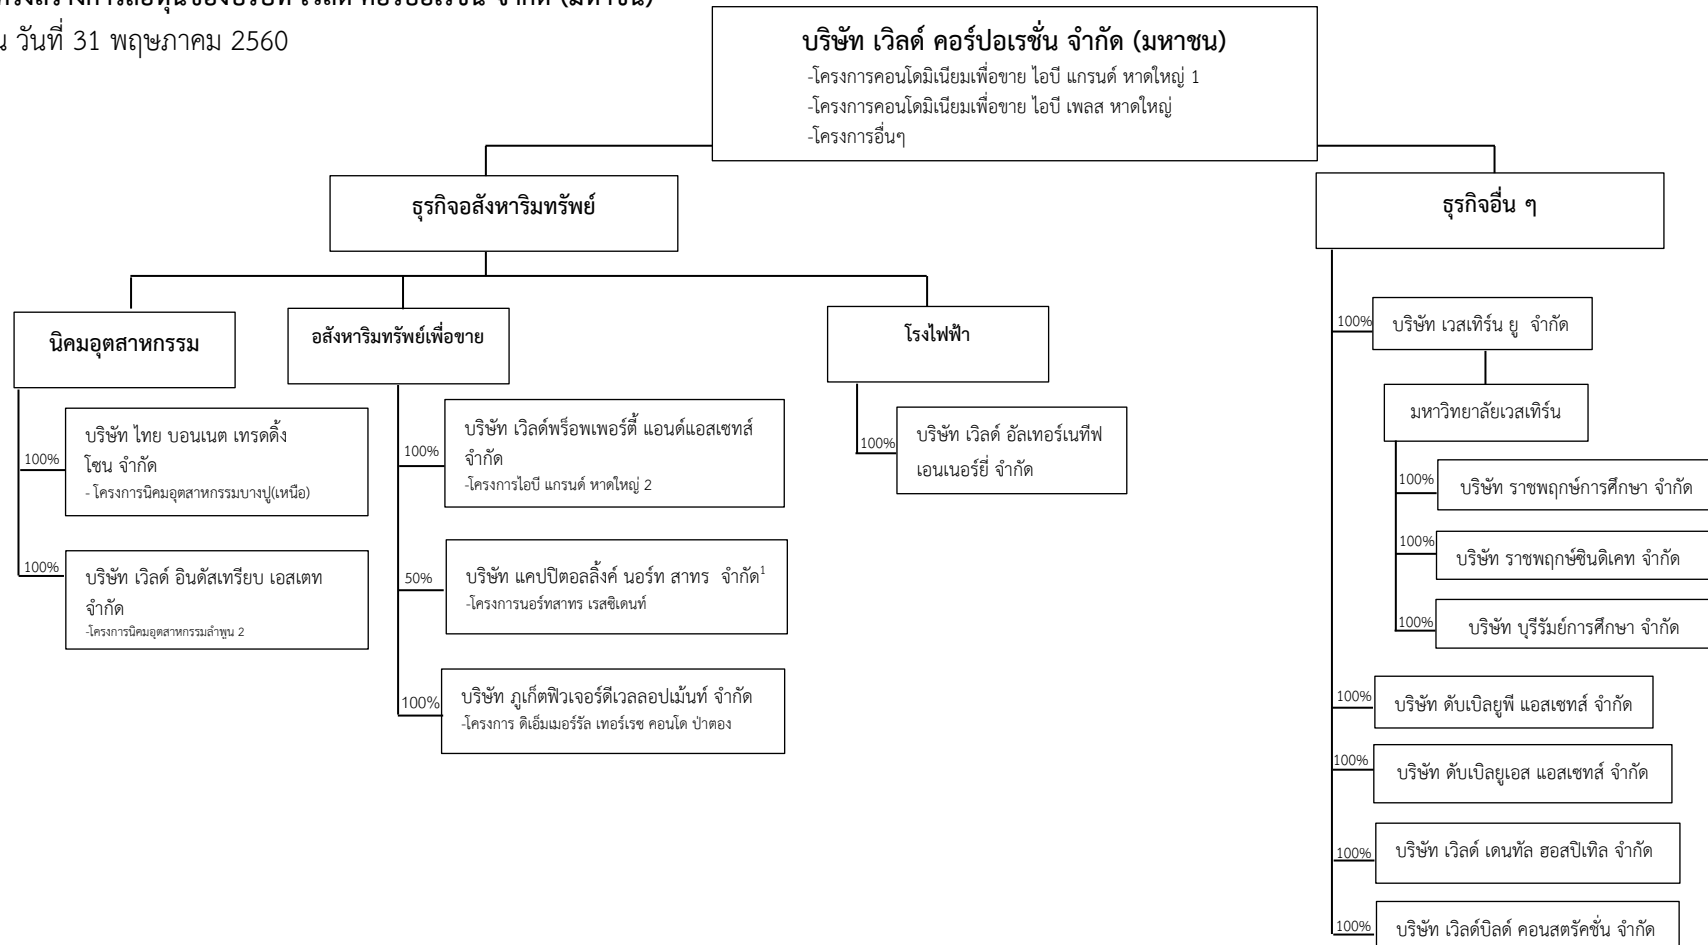 การถือหุ้นของบริษัท เวิลด์ คอร์ปอเรชั่น จำกัด (มหาชน)
ณ วันที่ 31 พฤษภาคม 2560
บริษัท เวิลด์ คอร์ปอเรชั่น จำกัด (มหาชน)
-โครงการคอนโดมิเนียมเพื่อขาย ไอบี แกรนด์ หาดใหญ่ 1
-โครงการคอนโดมิเนียมเพื่อขาย ไอบี เพลส หาดใหญ่
-โครงการอื่นๆ
ธุรกิจอสังหาริมทรัพย์
ธุรกิจอื่น ๆ
นิคมอุตสาหกรรม
อสังหาริมทรัพย์เพื่อขาย
โรงไฟฟ้า
100%
บริษัท ไทย บอนเนต เทรดดิ้ง
โซน จำกัด
- โครงการนิคมอุตสาหกรรมบางปู(เหนือ)
100%
บริษัท เวิลด์ อินดัสเทรียบ เอสเตท
จำกัด
-โครงการนิคมอุตสาหกรรมลำพูน 2
100%
บริษัท เวิลด์พร็อพเพอร์ตี้ แอนด์แอสเซทส์
จำกัด
-โครงการไอบี แกรนด์ หาดใหญ่ 2
50%
บริษัท แคปปิตอลลิ้งค์ นอร์ท สาทร จำกัด¹
-โครงการนอร์ทสาทร เรสซิเดนท์
100%
บริษัท ภูเก็ตฟิวเจอร์ดีเวลลอปเม้นท์ จำกัด
-โครงการ ดิเอ็มเมอร์รัล เทอร์เรซ คอนโด ป่าตอง
100%
บริษัท เวิลด์ อัลเทอร์เนทีฟ
เอนเนอร์ยี่ จำกัด
100%
บริษัท เวสเทิร์น ยู จำกัด
มหาวิทยาลัยเวสเทิร์น
100%
บริษัท ราชพฤกษ์การศึกษา จำกัด
100%
บริษัท ราชพฤกษ์ซินดิเคท จำกัด
100%
บริษัท บุรีรัมย์การศึกษา จำกัด
100%
บริษัท ดับเบิลยูพี แอสเซทส์ จำกัด
100%
บริษัท ดับเบิลยูเอส แอสเซทส์ จำกัด
100%
บริษัท เวิลด์ เดนทัล ฮอสปิเทิล จำกัด
100%
บริษัท เวิลด์บิลด์ คอนสตรัคชั่น จำกัด